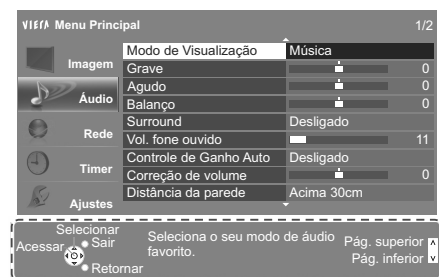 VIErA Menu Principal 1/2
Imagem
Áudio
Rede
Timer
Ajustes
Modo de Visualização Música
Grave 0
Agudo 0
Balanço 0
Surround Desligado
Vol. fone ouvido 11
Controle de Ganho Auto Desligado
Correção de volume 0
Distância da parede Acima 30cm
Selecionar
Acessar Sair
Retornar
Seleciona o seu modo de áudio
favorito.
Pág. superior
Pág. inferior